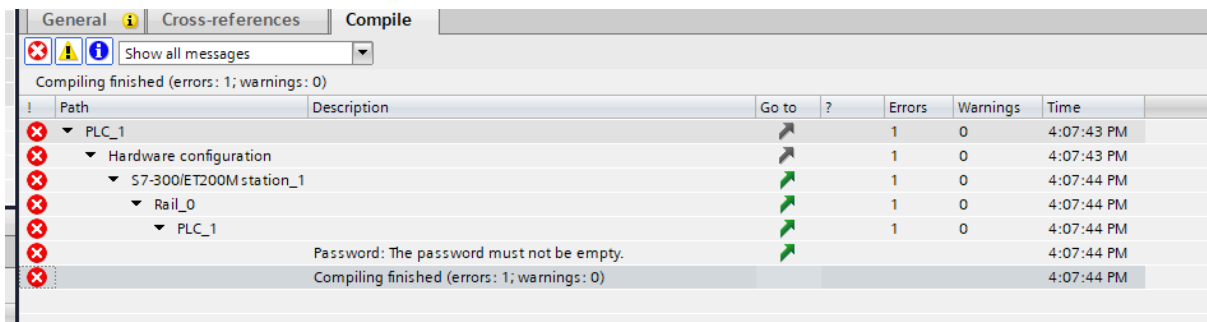 General Cross-references Compile
Show all messages
Compiling finished (errors: 1; warnings: 0)
! Path Description Go to ? Errors Warnings Time
PLC_1 1 0 4:07:43 PM
Hardware configuration 1 0 4:07:43 PM
S7-300/ET200M station_1 1 0 4:07:44 PM
Rail_0 1 0 4:07:44 PM
PLC_1 1 0 4:07:44 PM
Password: The password must not be empty. 4:07:44 PM
Compiling finished (errors: 1; warnings: 0) 4:07:44 PM